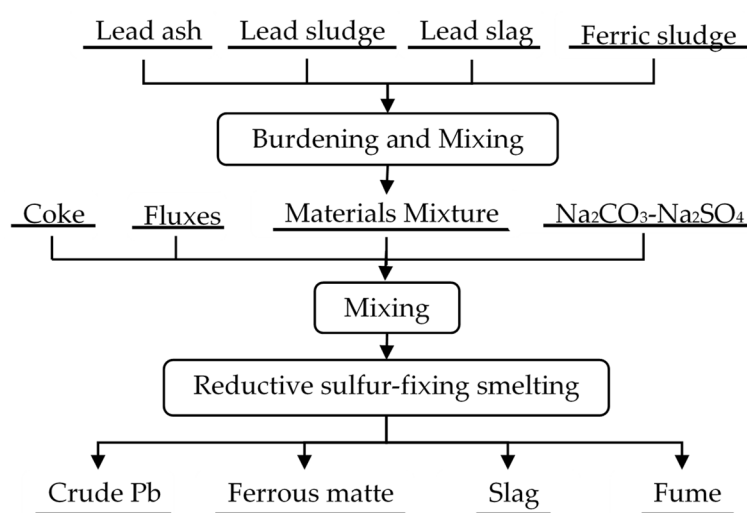 Lead ash Lead sludge Lead slag Ferric sludge
Burdening and Mixing
Coke Fluxes Materials Mixture Na₂CO₃-Na₂SO₄
Mixing
Reductive sulfur-fixing smelting
Crude Pb Ferrous matte Slag Fume